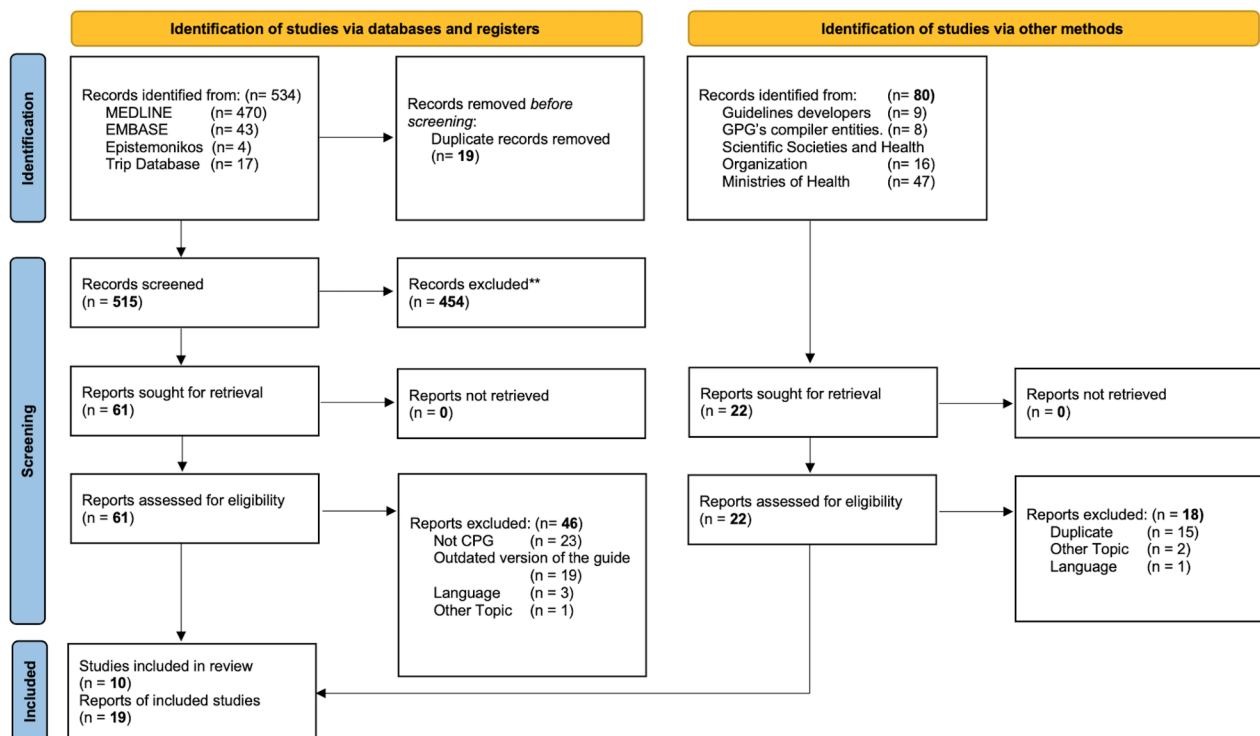 Identification of studies via databases and registers
Identification of studies via other methods
Identification
Records identified from: (n= 534)
MEDLINE (n= 470)
EMBASE (n= 43)
Epistemonikos (n= 4)
Trip Database (n= 17)
Records removed before
screening:
Duplicate records removed
(n= 19)
Records identified from: (n= 80)
Guidelines developers (n= 9)
GPG's compiler entities. (n= 8)
Scientific Societies and Health
Organization (n= 16)
Ministries of Health (n= 47)
Screening
Records screened
(n = 515)
Records excluded**
(n = 454)
Reports sought for retrieval
(n = 61)
Reports not retrieved
(n = 0)
Reports sought for retrieval
(n = 22)
Reports not retrieved
(n = 0)
Reports assessed for eligibility
(n = 61)
Reports excluded: (n= 46)
Not CPG (n = 23)
Outdated version of the guide
(n = 19)
Language (n = 3)
Other Topic (n = 1)
Reports assessed for eligibility
(n = 22)
Reports excluded: (n = 18)
Duplicate (n = 15)
Other Topic (n = 2)
Language (n = 1)
Included
Studies included in review
(n = 10)
Reports of included studies
(n = 19)